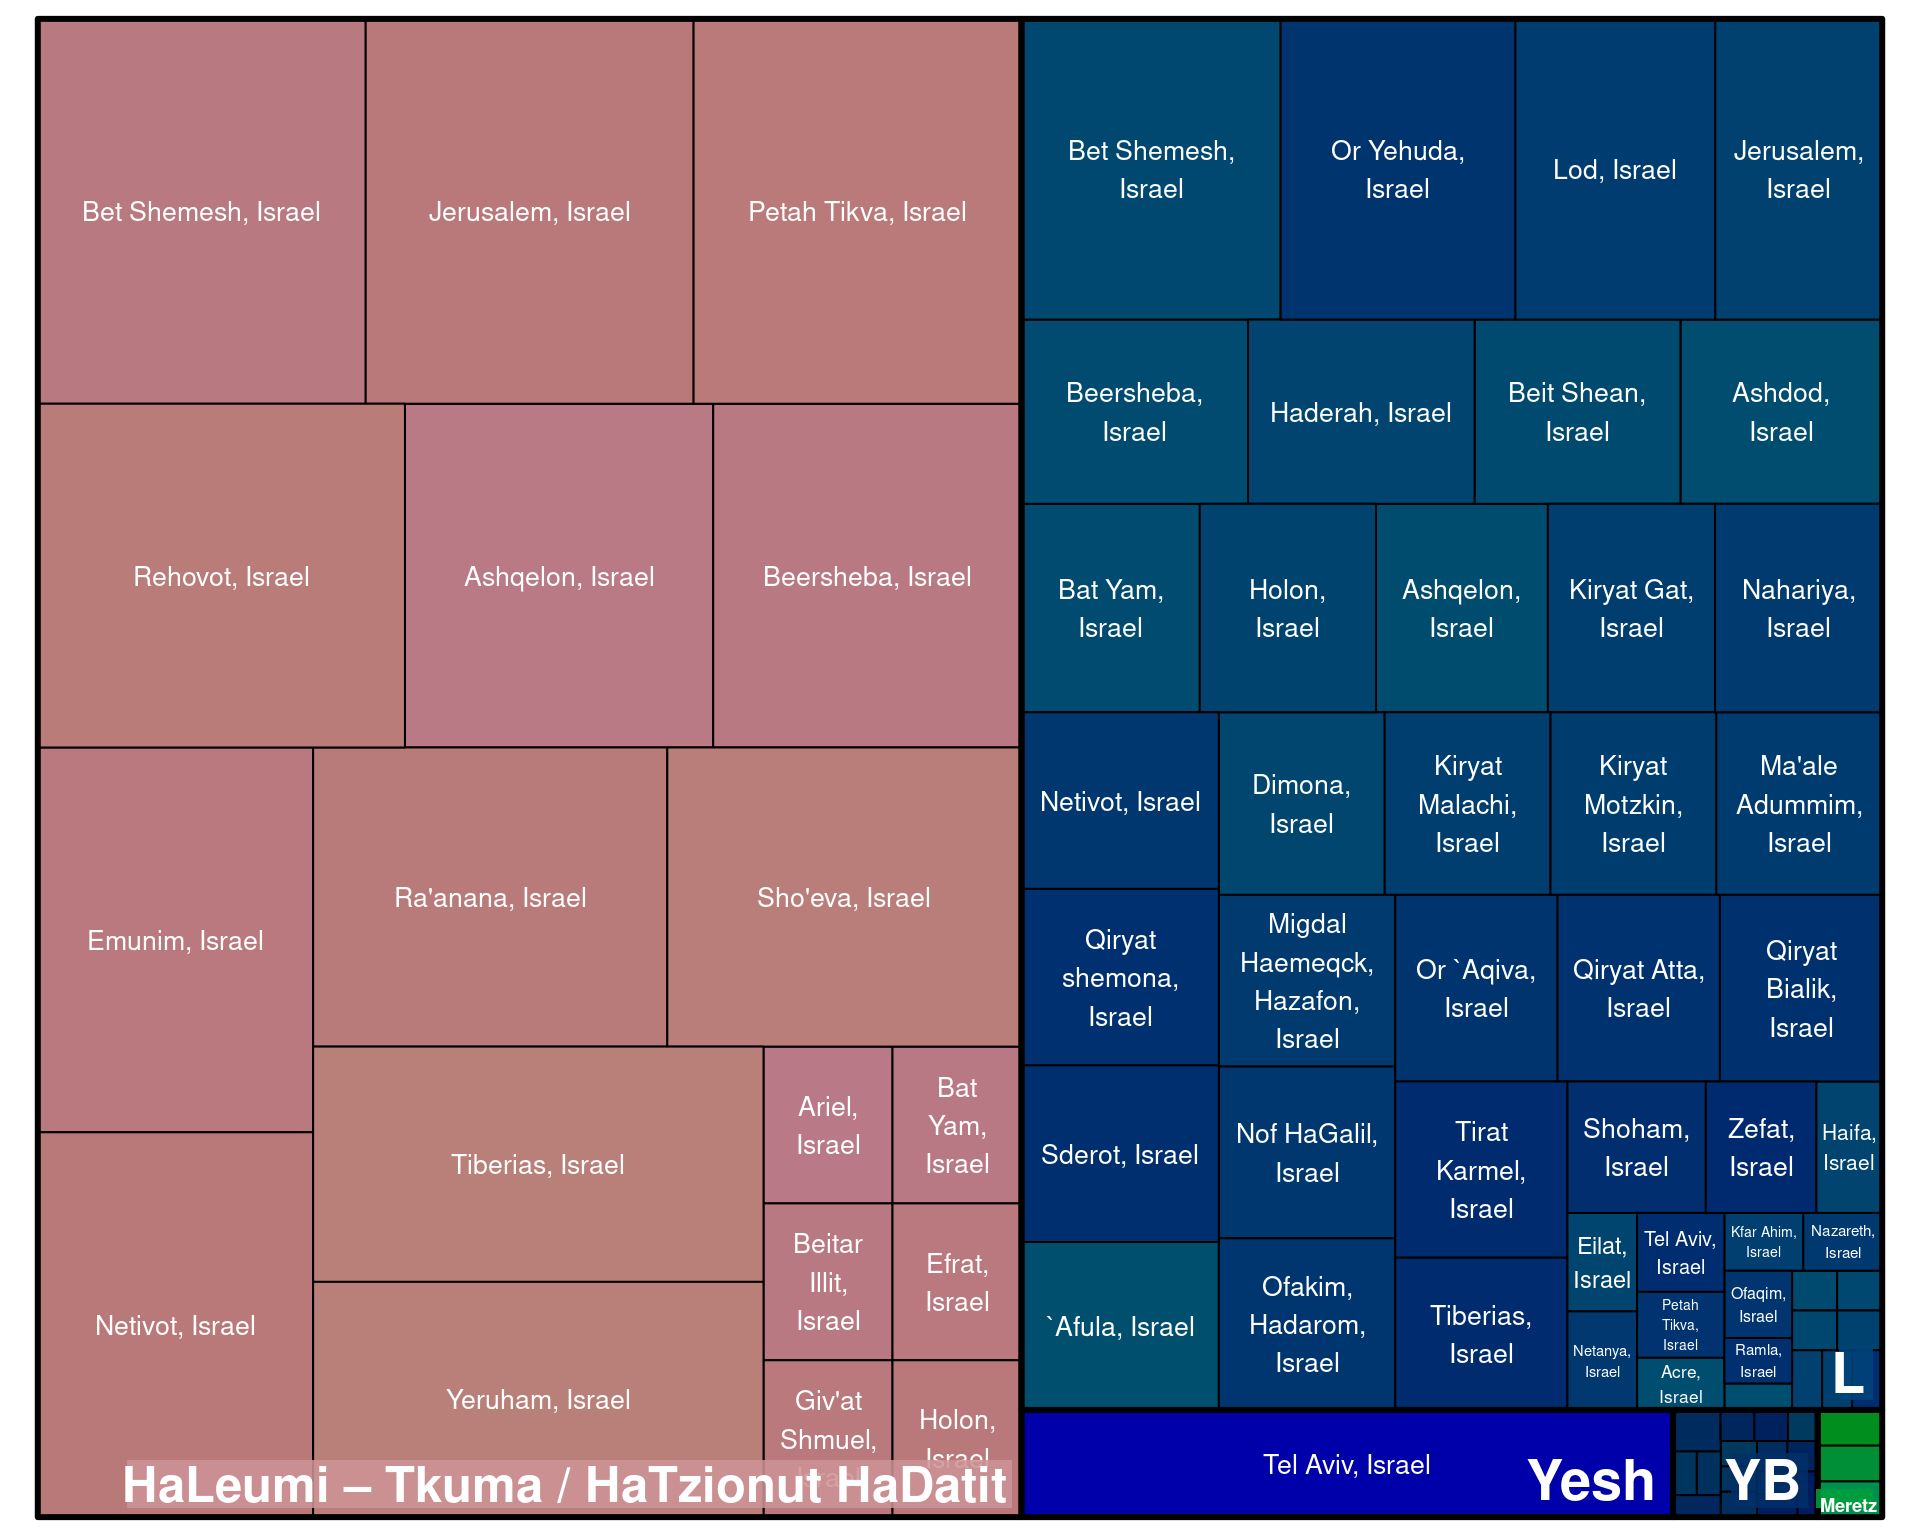 Bet Shemesh, Israel
Jerusalem, Israel
Petah Tikva, Israel
Rehovot, Israel
Ashqelon, Israel
Beersheba, Israel
Emunim, Israel
Ra'anana, Israel
Sho'eva, Israel
Netivot, Israel
Tiberias, Israel
Yeruham, Israel
Ariel,
Israel
Bat
Yam,
Israel
Beitar
Illit,
Israel
Efrat,
Israel
Giv'at
Shmuel,
Israel
Holon,
Israel
HaLeumi – Tkuma / HaTzionut HaDatit
Bet Shemesh,
Israel
Or Yehuda,
Israel
Lod, Israel
Jerusalem,
Israel
Beersheba,
Israel
Haderah, Israel
Beit Shean,
Israel
Ashdod,
Israel
Bat Yam,
Israel
Holon,
Israel
Ashqelon,
Israel
Kiryat Gat,
Israel
Nahariya,
Israel
Netivot, Israel
Dimona,
Israel
Kiryat
Malachi,
Israel
Kiryat
Motzkin,
Israel
Ma'ale
Adummim,
Israel
Qiryat
shemona,
Israel
Migdal
Haemeqck,
Hazafon,
Israel
Or `Aqiva,
Israel
Qiryat Atta,
Israel
Qiryat
Bialik,
Israel
Sderot, Israel
Nof HaGalil,
Israel
Tirat
Karmel,
Israel
Shoham,
Israel
Zefat,
Israel
Haifa,
Israel
`Afula, Israel
Ofakim,
Hadarom,
Israel
Tiberias,
Israel
Eilat,
Israel
Tel Aviv,
Israel
Kfar Ahim,
Israel
Nazareth,
Israel
Netanya,
Israel
Petah
Tikva,
Israel
Ofaqim,
Israel
Acre,
Israel
Ramla,
Israel
L
Tel Aviv, Israel
Yesh
YB
Meretz